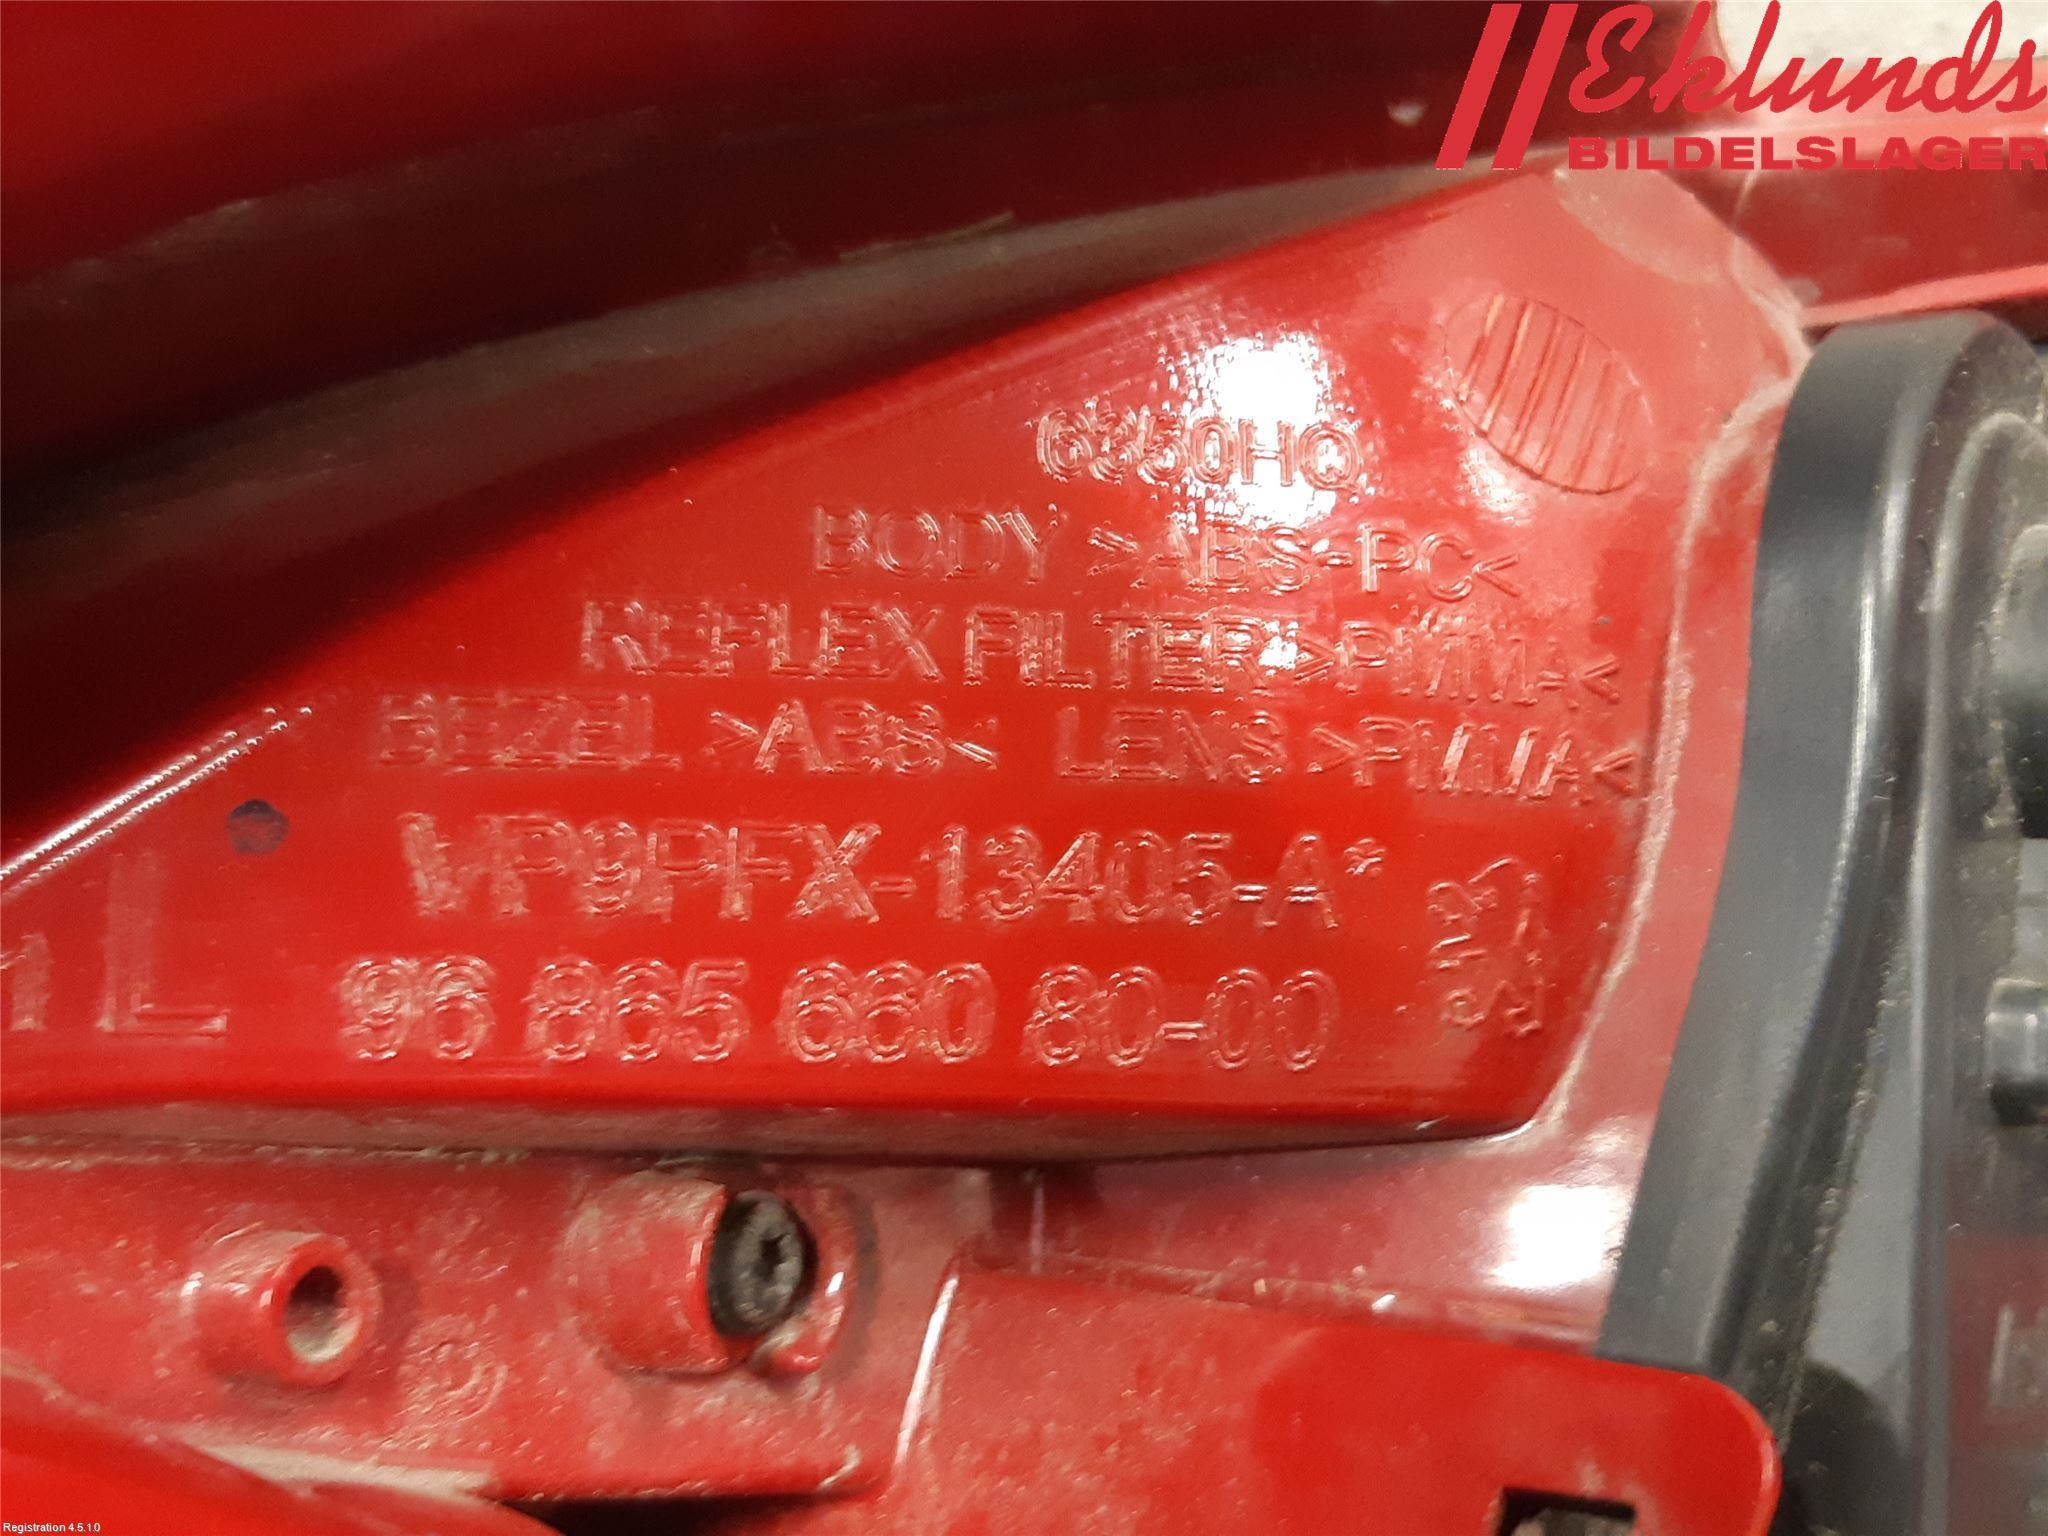 Eklunds
BILDELSLAGER
6350HQ
BODY >ABS-PC<
REFLEX FILTER >PMMA<
BEZEL >ABS< LENS >PMMA<
VP9PFX-13405-A*
L
96 865 660 80-00
Registration 4.5.1.0